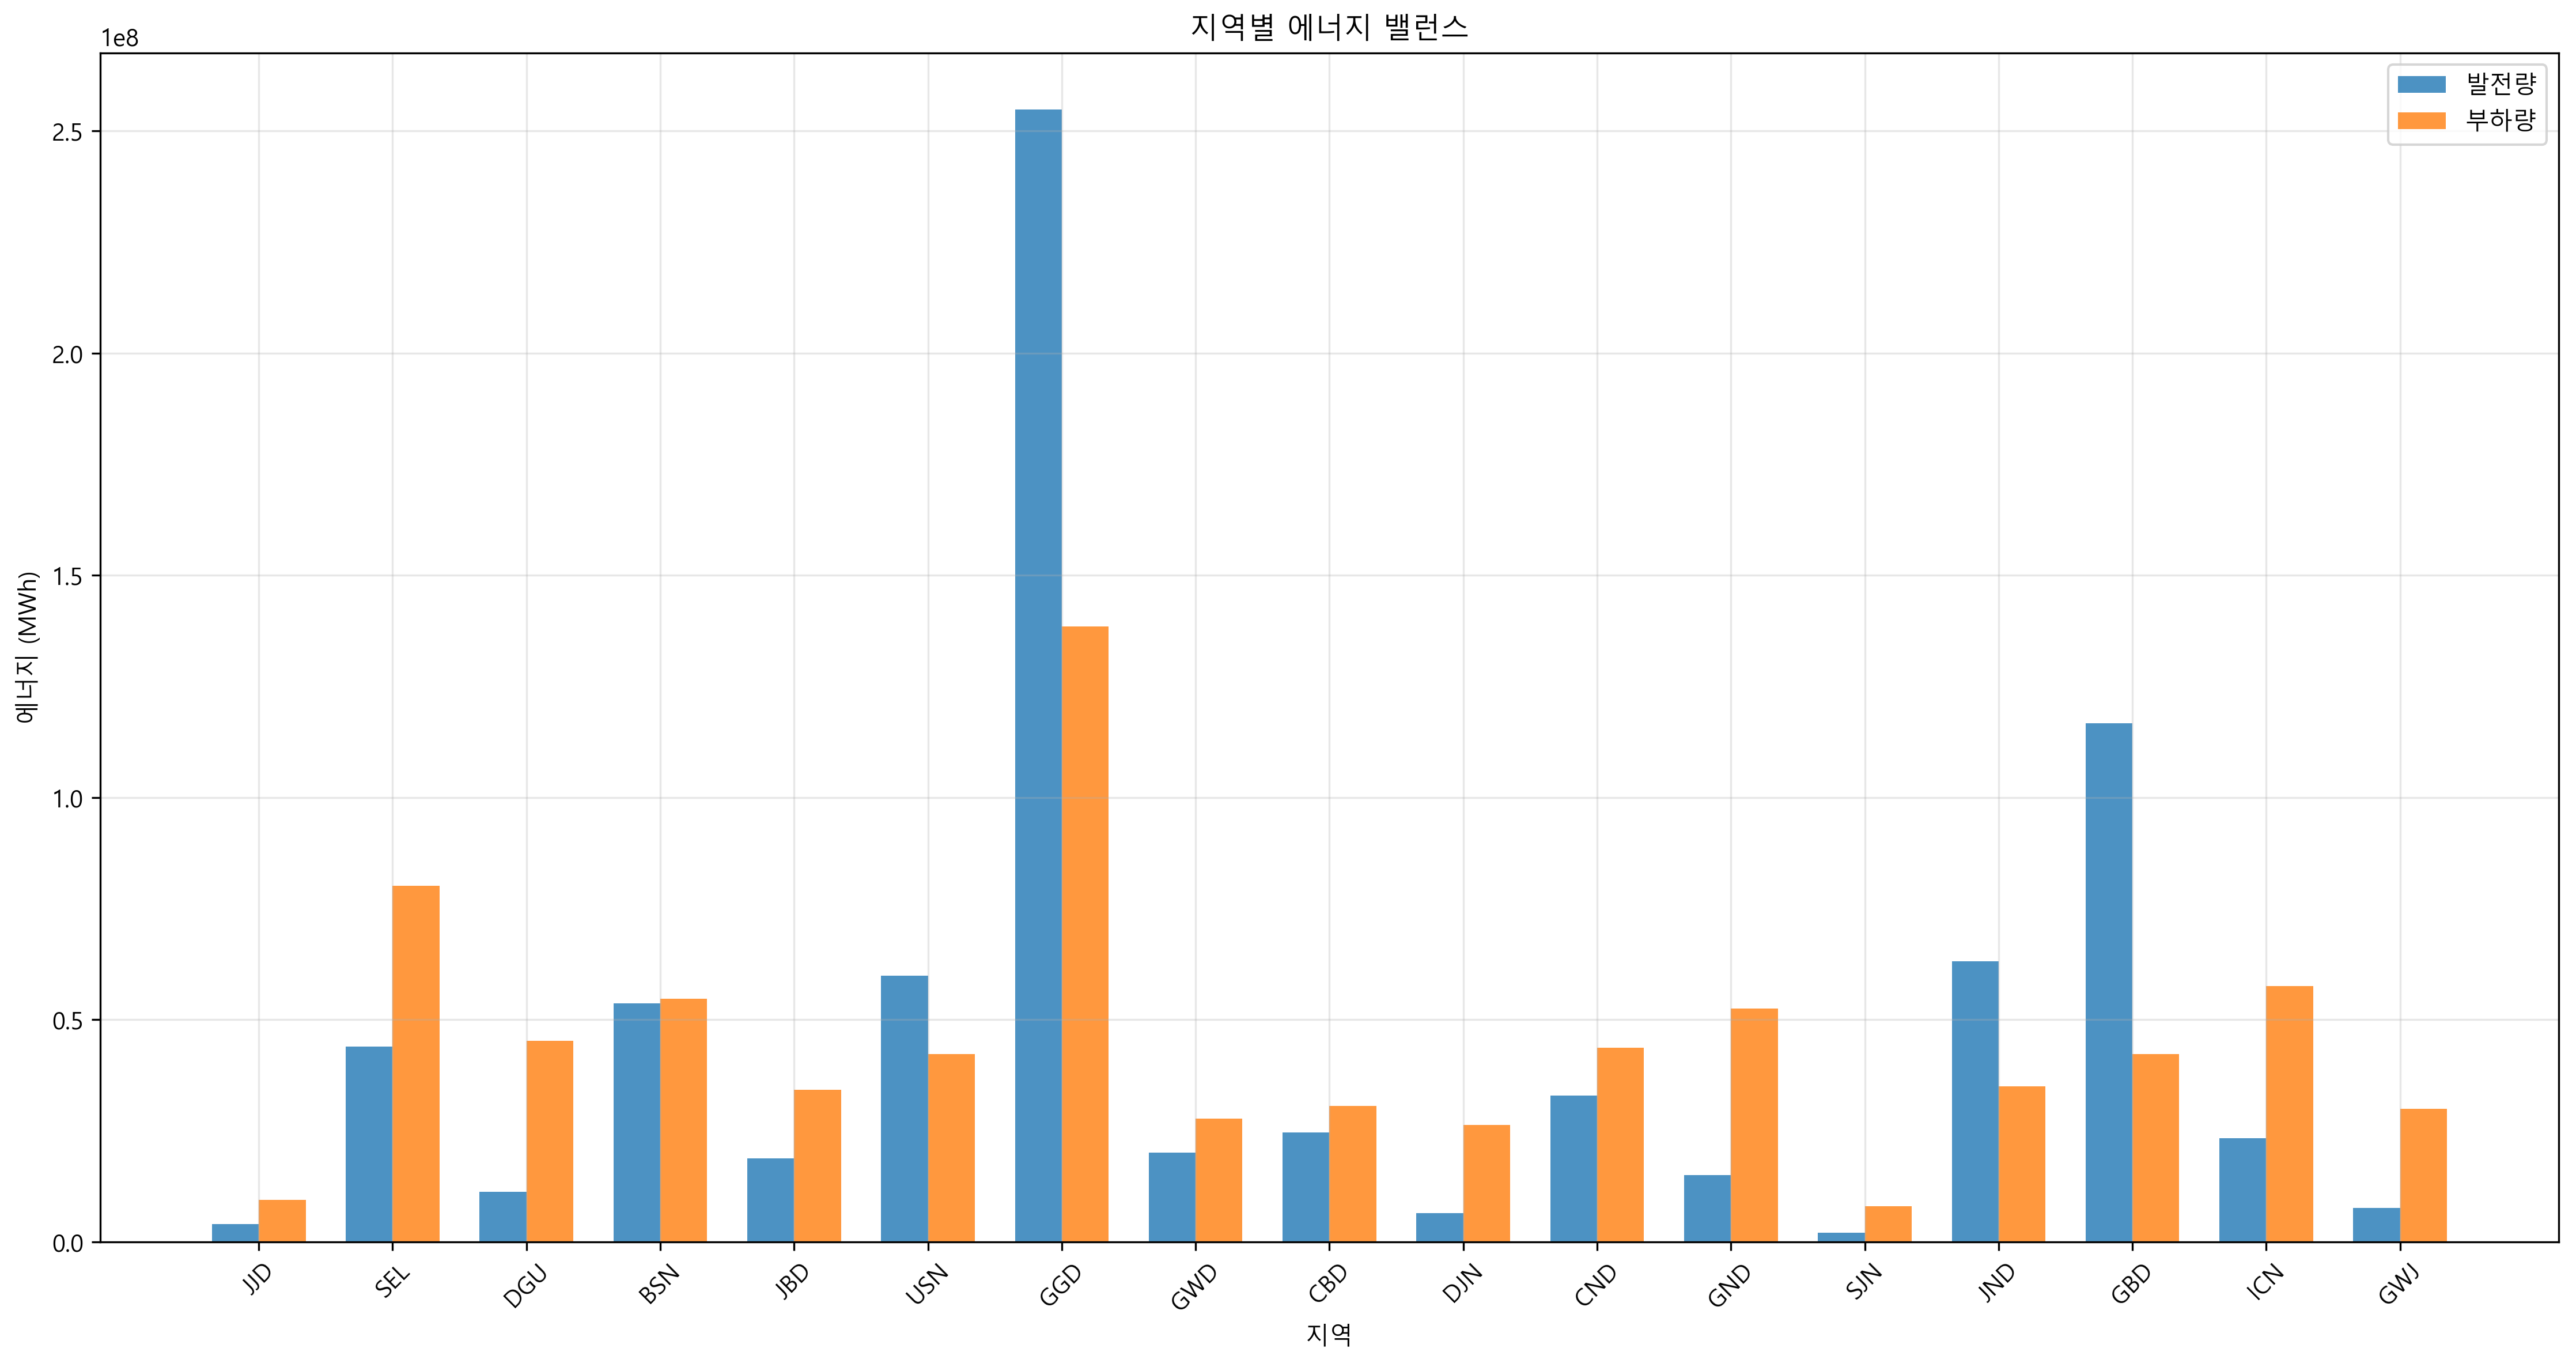 지역별 에너지 밸런스
1e8
발전량
부하량
2.5
2.0
1.5
1.0
0.5
0.0
에너지 (MWh)
JJD
SEL
DGU
BSN
JBD
USN
GGD
GWD
CBD
DJN
CND
GND
SJN
JND
GBD
ICN
GWJ
지역